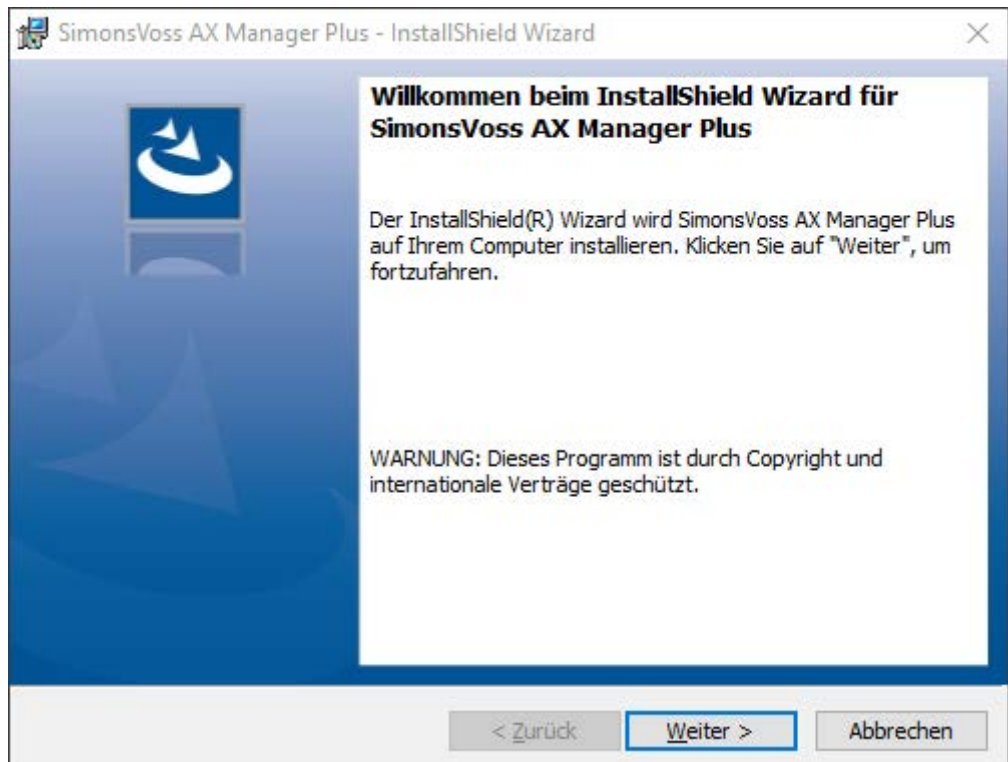 SimonsVoss AX Manager Plus - InstallShield Wizard
Willkommen beim InstallShield Wizard für
SimonsVoss AX Manager Plus
Der InstallShield(R) Wizard wird SimonsVoss AX Manager Plus
auf Ihrem Computer installieren. Klicken Sie auf "Weiter", um
fortzufahren.
WARNUNG: Dieses Programm ist durch Copyright und
internationale Verträge geschützt.
< Zurück Weiter > Abbrechen